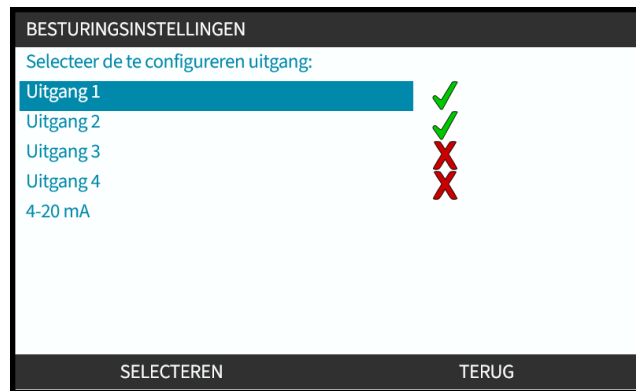 BESTURINGSINSTELLINGEN
Selecteer de te configureren uitgang:
Uitgang 1
Uitgang 2
Uitgang 3
Uitgang 4
4-20 mA
SELECTEREN TERUG